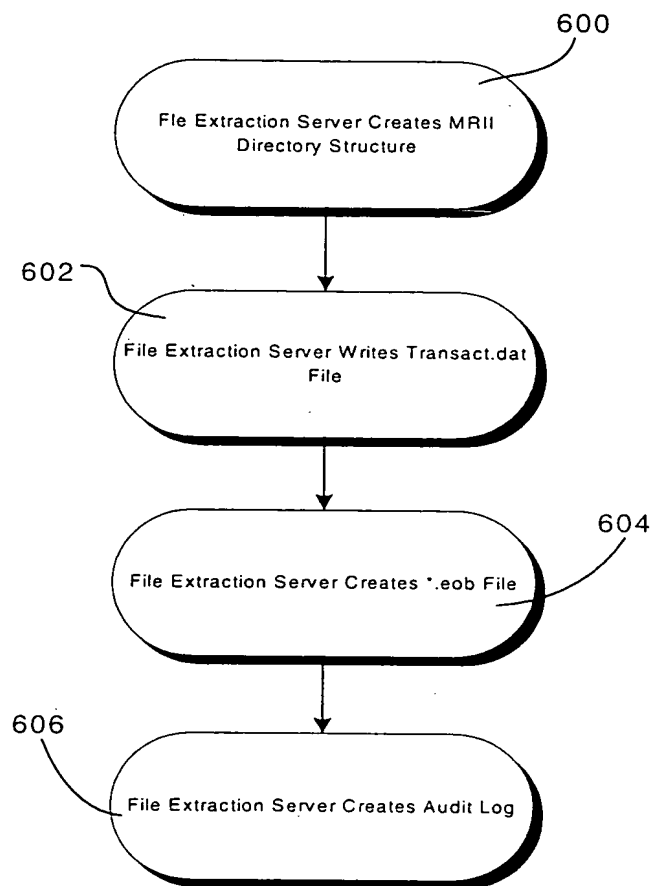 600
Fle Extraction Server Creates MRII
Directory Structure
602
File Extraction Server Writes Transact.dat
File
604
File Extraction Server Creates *.eob File
606
File Extraction Server Creates Audit Log